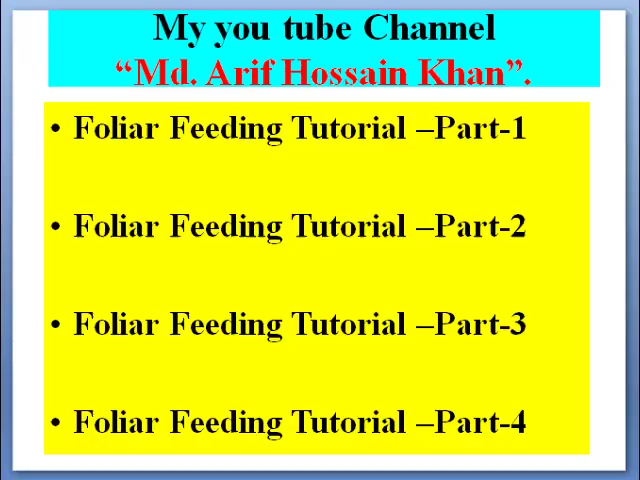 My you tube Channel
“Md. Arif Hossain Khan”.
• Foliar Feeding Tutorial –Part-1
• Foliar Feeding Tutorial –Part-2
• Foliar Feeding Tutorial –Part-3
• Foliar Feeding Tutorial –Part-4